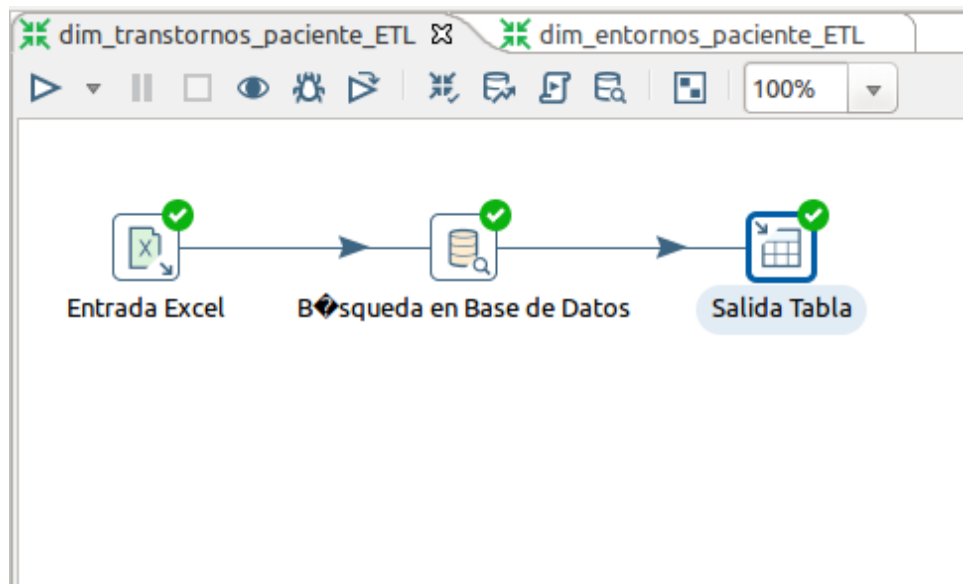 dim_transtornos_paciente_ETL
dim_entornos_paciente_ETL
100%
Entrada Excel
B�squeda en Base de Datos
Salida Tabla